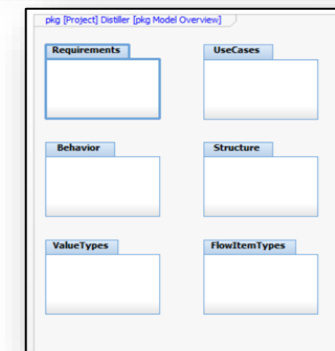 pkg [Project] Distiller [pkg Model Overview]
Requirements
UseCases
Behavior
Structure
ValueTypes
FlowItemTypes